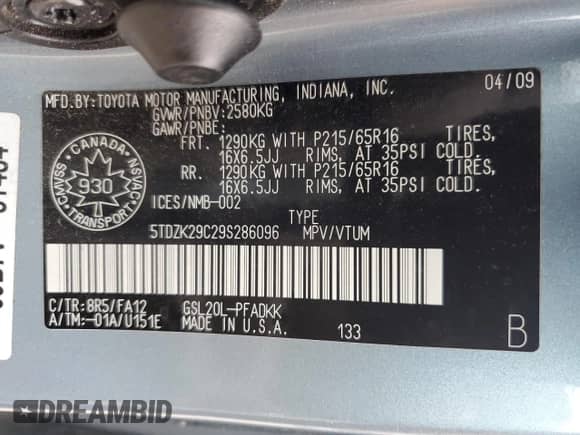 MFD.BY:TOYOTA MOTOR MANUFACTURING, INDIANA, INC. 04/09
GVWR/PNBV:2580KG
GAWR/PNBE:
FRT. 1290KG WITH P215/65R16 TIRES,
16X6.5JJ RIMS, AT 35PSI COLD.
RR. 1290KG WITH P215/65R16 TIRES,
16X6.5JJ RIMS, AT 35PSI COLD.
CANADA
CMVSS 930 NSVAC
TRANSPORT
ICES/NMB-002
TYPE
5TDZK29C29S286096 MPV/VTUM
C/TR:8R5/FA12 GSL20L-PFADKK
A/TM:-01A/U151E MADE IN U.S.A. 133 B
DREAMBID